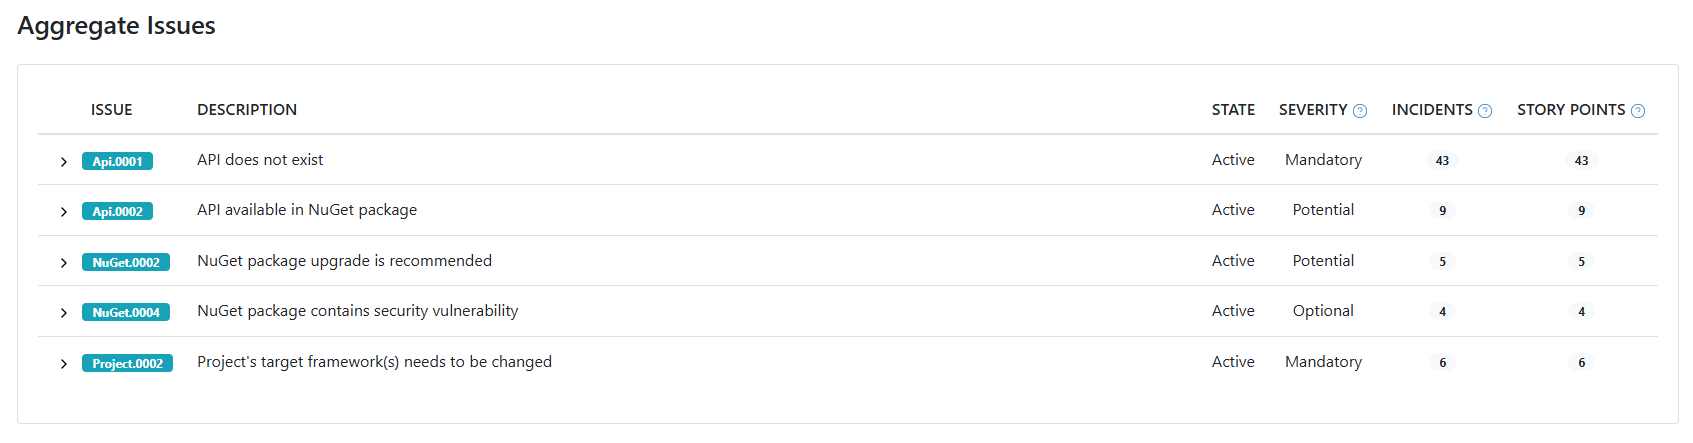 Aggregate Issues
ISSUE DESCRIPTION STATE SEVERITY INCIDENTS STORY POINTS
Api.0001 API does not exist Active Mandatory 43 43
Api.0002 API available in NuGet package Active Potential 9 9
NuGet.0002 NuGet package upgrade is recommended Active Potential 5 5
NuGet.0004 NuGet package contains security vulnerability Active Optional 4 4
Project.0002 Project's target framework(s) needs to be changed Active Mandatory 6 6